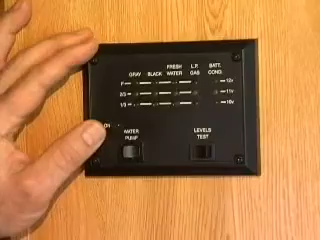 GRAY BLACK FRESH WATER L.P. GAS BATT. COND.
F 12v
2/3 11v
1/3 10v
ON
WATER PUMP
LEVELS TEST